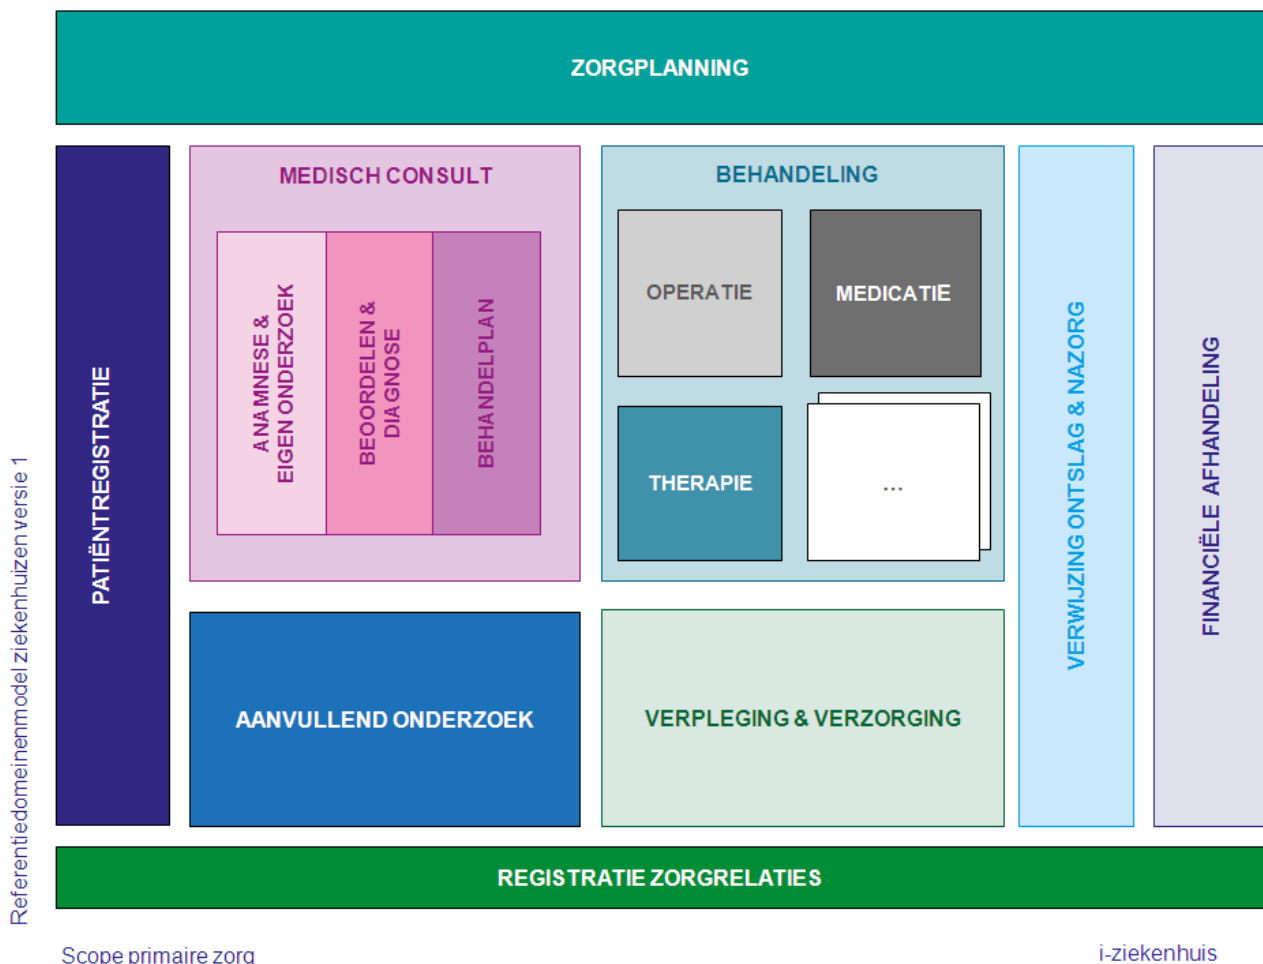 ZORGPLANNING
PATIËNTREGISTRATIE
MEDISCH CONSULT
ANAMNESE &
EIGEN ONDERZOEK
BEOORDELEN &
DIAGNOSE
BEHANDELPLAN
BEHANDELING
OPERATIE
MEDICATIE
THERAPIE
...
AANVULLEND ONDERZOEK
VERPLEGING & VERZORGING
VERWIJZING ONTSLAG & NAZORG
FINANCIËLE AFHANDELING
REGISTRATIE ZORGRELATIES
Referentiedomeinenmodel ziekenhuizen versie 1
Scope primaire zorg
i-ziekenhuis